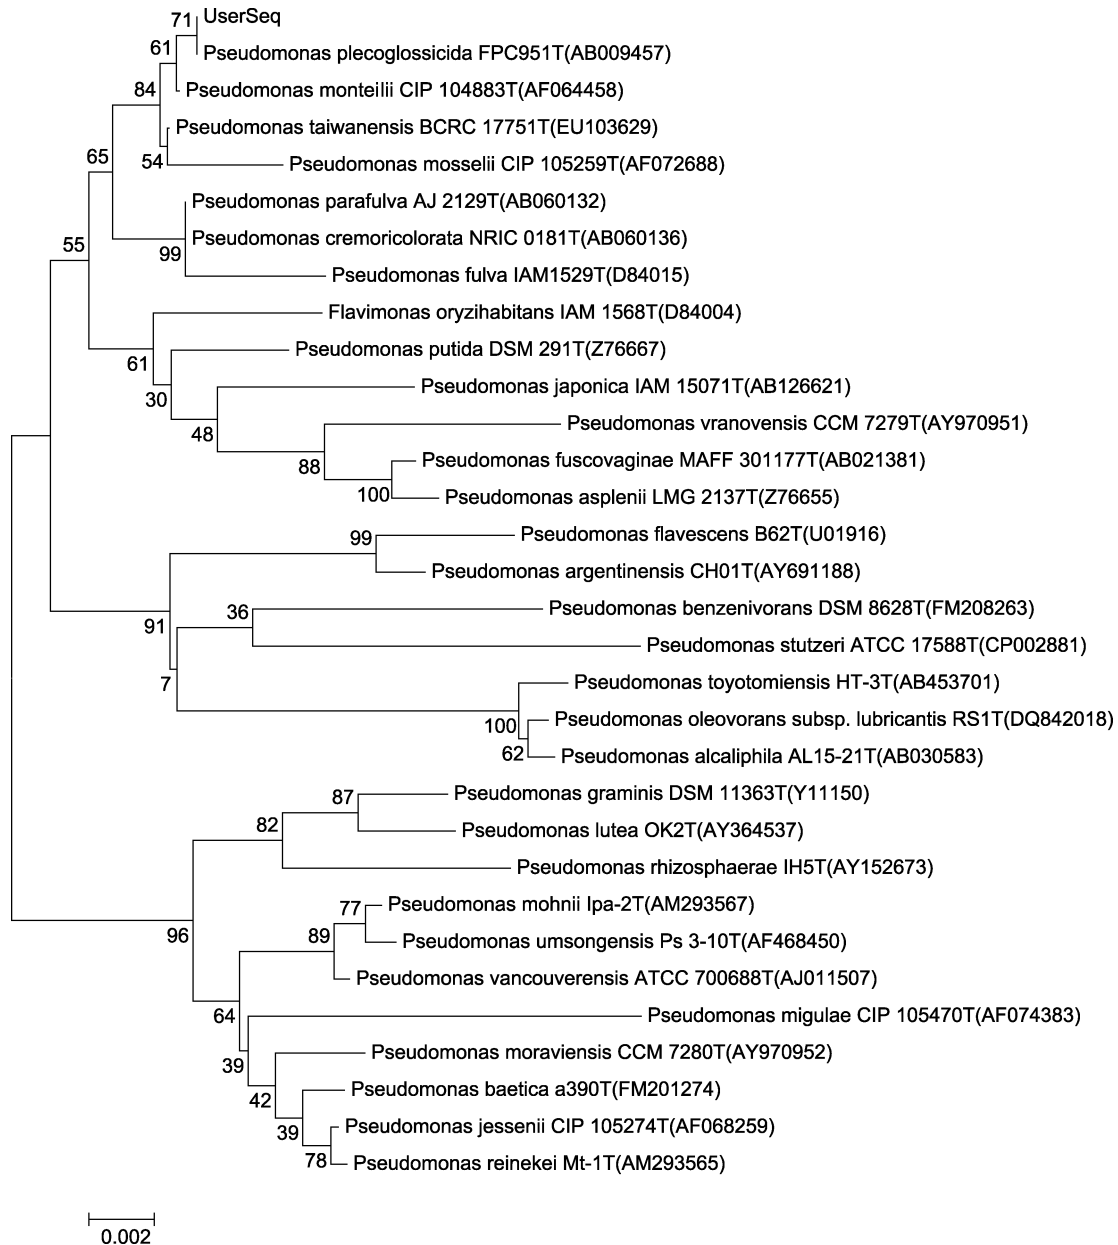 71 UserSeq
61
Pseudomonas plecoglossicida FPC951T(AB009457)
84 Pseudomonas monteilii CIP 104883T(AF064458)
Pseudomonas taiwanensis BCRC 17751T(EU103629)
65
54 Pseudomonas mosselii CIP 105259T(AF072688)
Pseudomonas parafulva AJ 2129T(AB060132)
55 Pseudomonas cremoricolorata NRIC 0181T(AB060136)
99
Pseudomonas fulva IAM1529T(D84015)
Flavimonas oryzihabitans IAM 1568T(D84004)
61 Pseudomonas putida DSM 291T(Z76667)
30 Pseudomonas japonica IAM 15071T(AB126621)
48 Pseudomonas vranovensis CCM 7279T(AY970951)
88 Pseudomonas fuscovaginae MAFF 301177T(AB021381)
100 Pseudomonas asplenii LMG 2137T(Z76655)
99 Pseudomonas flavescens B62T(U01916)
Pseudomonas argentinensis CH01T(AY691188)
36 Pseudomonas benzenivorans DSM 8628T(FM208263)
91
Pseudomonas stutzeri ATCC 17588T(CP002881)
7 Pseudomonas toyotomiensis HT-3T(AB453701)
100 Pseudomonas oleovorans subsp. lubricantis RS1T(DQ842018)
62 Pseudomonas alcaliphila AL15-21T(AB030583)
87 Pseudomonas graminis DSM 11363T(Y11150)
82 Pseudomonas lutea OK2T(AY364537)
Pseudomonas rhizosphaerae IH5T(AY152673)
77 Pseudomonas mohnii Ipa-2T(AM293567)
96 89 Pseudomonas umsongensis Ps 3-10T(AF468450)
Pseudomonas vancouverensis ATCC 700688T(AJ011507)
64 Pseudomonas migulae CIP 105470T(AF074383)
39 Pseudomonas moraviensis CCM 7280T(AY970952)
42 Pseudomonas baetica a390T(FM201274)
39 Pseudomonas jessenii CIP 105274T(AF068259)
78 Pseudomonas reinekei Mt-1T(AM293565)
0.002